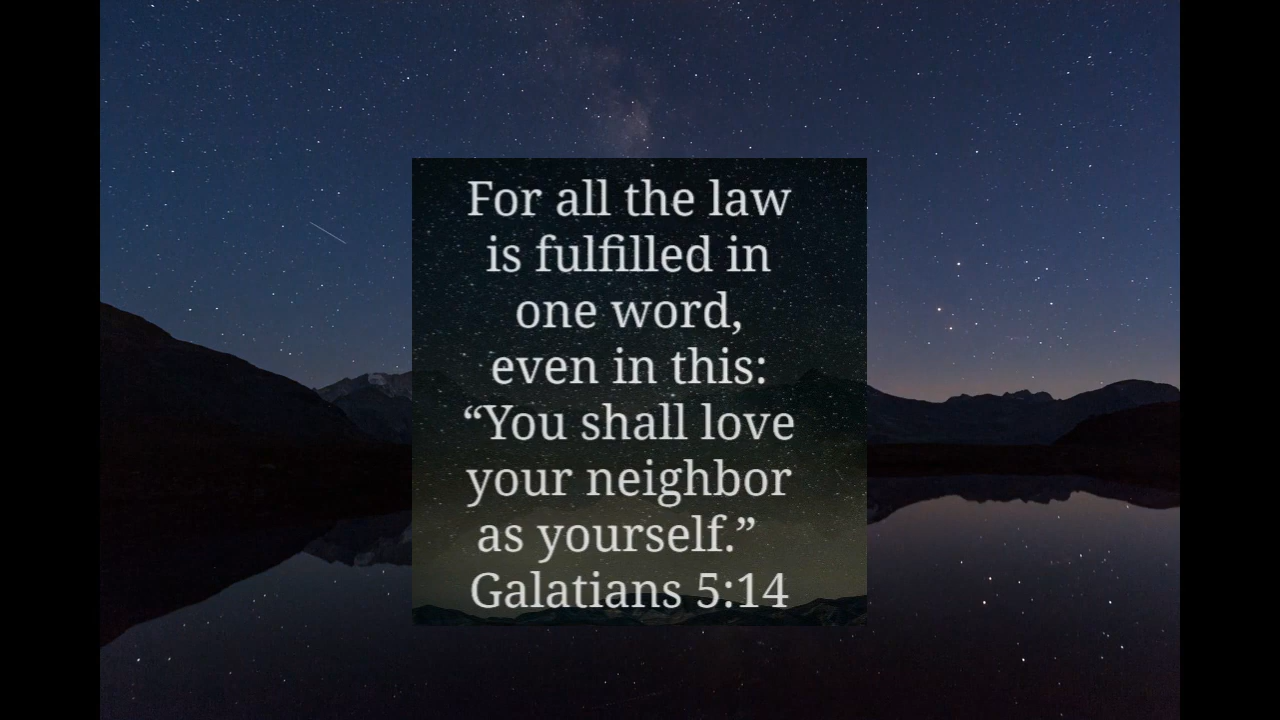 For all the law
is fulfilled in
one word,
even in this:
“You shall love
your neighbor
as yourself.”
Galatians 5:14